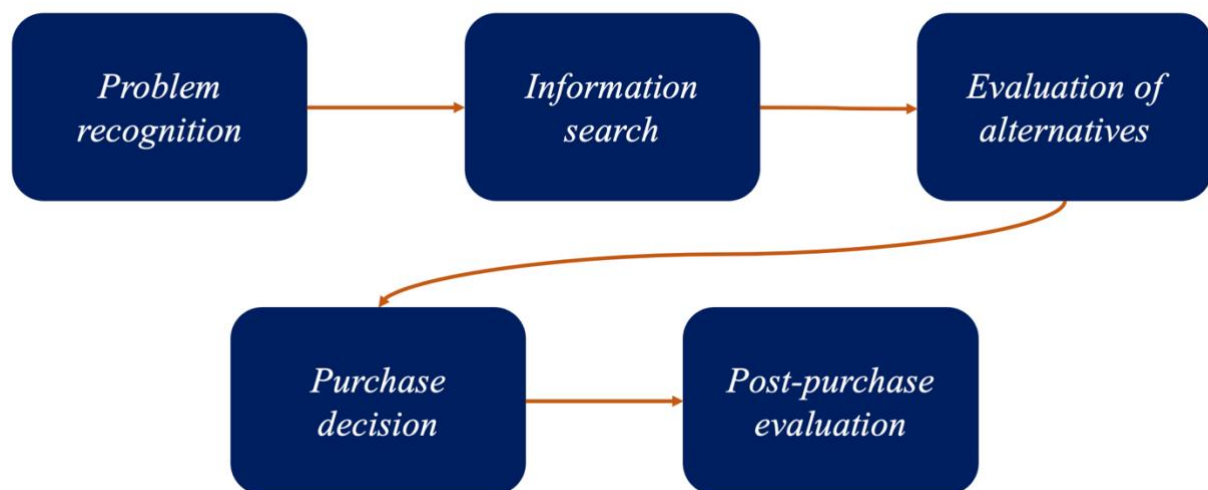 Problem
recognition
Information
search
Evaluation of
alternatives
Purchase
decision
Post-purchase
evaluation